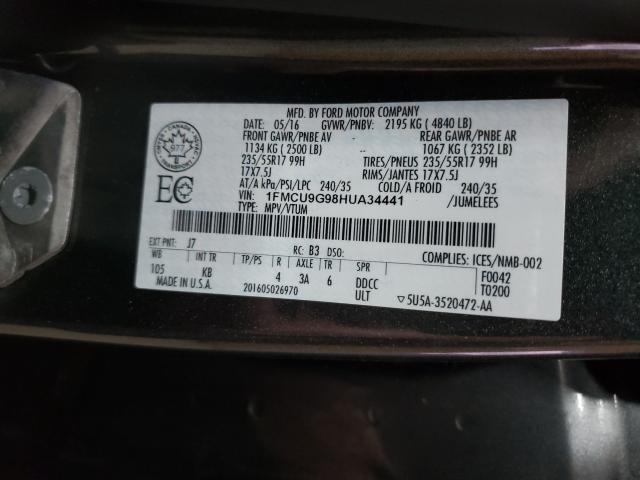 MFD. BY FORD MOTOR COMPANY
DATE: 05/16 GVWR/PNBV: 2195 KG ( 4840 LB)
FRONT GAWR/PNBE AV REAR GAWR/PNBE AR
1134 KG ( 2500 LB) 1067 KG ( 2352 LB)
235/55R17 99H TIRES/PNEUS 235/55R17 99H
17X7.5J RIMS/JANTES 17X7.5J
AT/A kPa/PSI/LPC 240/35 COLD/A FROID 240/35
VIN: 1FMCU9G98HUA34441 /JUMELEES
TYPE: MPV/VTUM
977
EC
EXT PNT: J7 RC: B3 DSO: COMPLIES: ICES/NMB-002
WB INT TR TP/PS R AXLE TR SPR F0042
105 KB 4 3A 6 DDCC T0200
MADE IN U.S.A. 201605026970 ULT ▽5U5A-3520472-AA